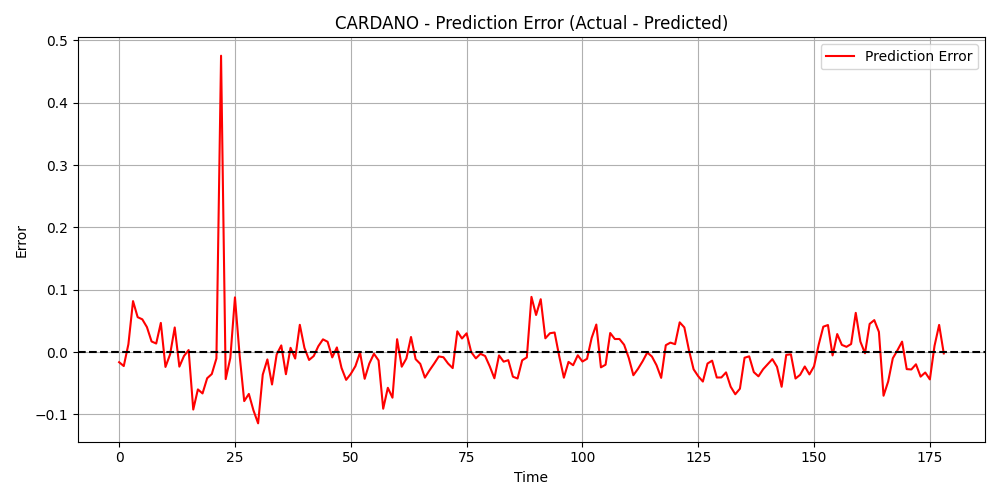 CARDANO - Prediction Error (Actual - Predicted)
Prediction Error
Error
0.5
0.4
0.3
0.2
0.1
0.0
−0.1
0 25 50 75 100 125 150 175
Time